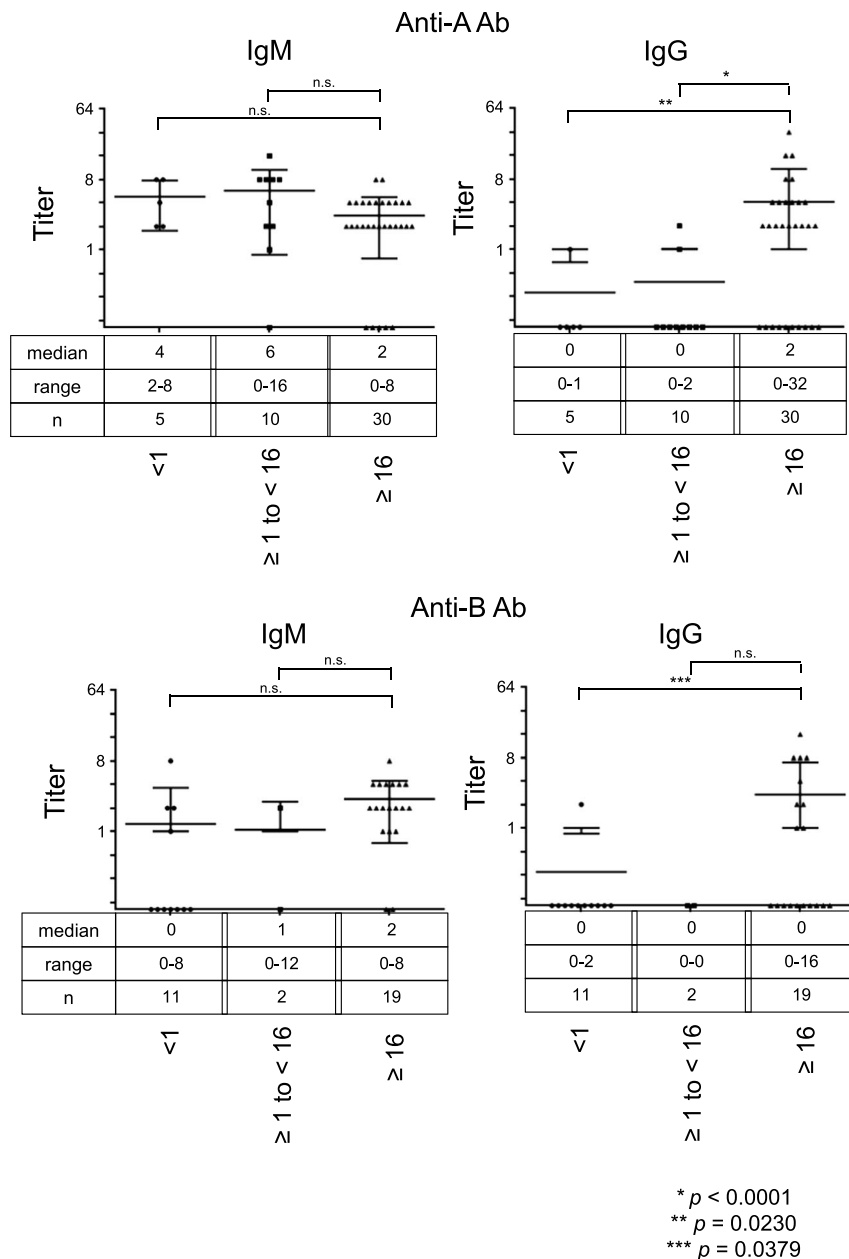 Anti-A Ab
IgM
IgG
n.s.
*
n.s.
**
64
8
1
Titer
64
8
1
Titer
median 4 6 2
range 2-8 0-16 0-8
n 5 10 30
0 0 2
0-1 0-2 0-32
5 10 30
<1
≥ 1 to < 16
≥ 16
<1
≥ 1 to < 16
≥ 16
Anti-B Ab
IgM
IgG
n.s.
n.s.
n.s.
***
64
8
1
Titer
64
8
1
Titer
median 0 1 2
range 0-8 0-12 0-8
n 11 2 19
0 0 0
0-2 0-0 0-16
11 2 19
<1
≥ 1 to < 16
≥ 16
<1
≥ 1 to < 16
≥ 16
* p < 0.0001
** p = 0.0230
*** p = 0.0379